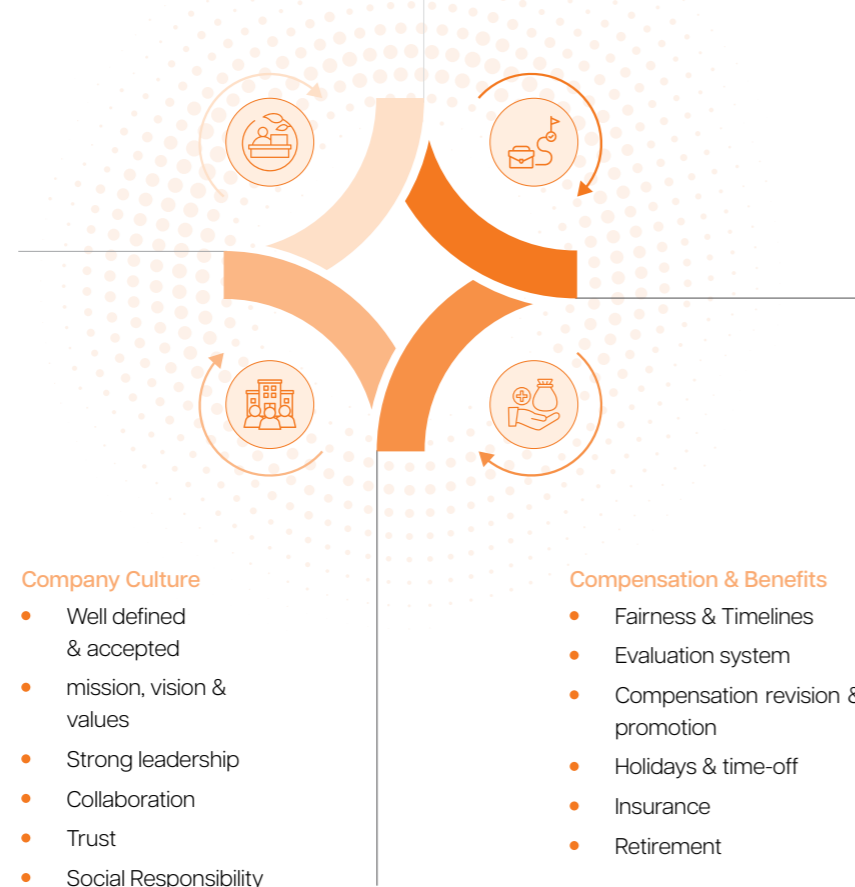 Company Culture
Well defined
& accepted
mission, vision &
values
Strong leadership
Collaboration
Trust
Social Responsibility
Compensation & Benefits
Fairness & Timelines
Evaluation system
Compensation revision &
promotion
Holidays & time-off
Insurance
Retirement